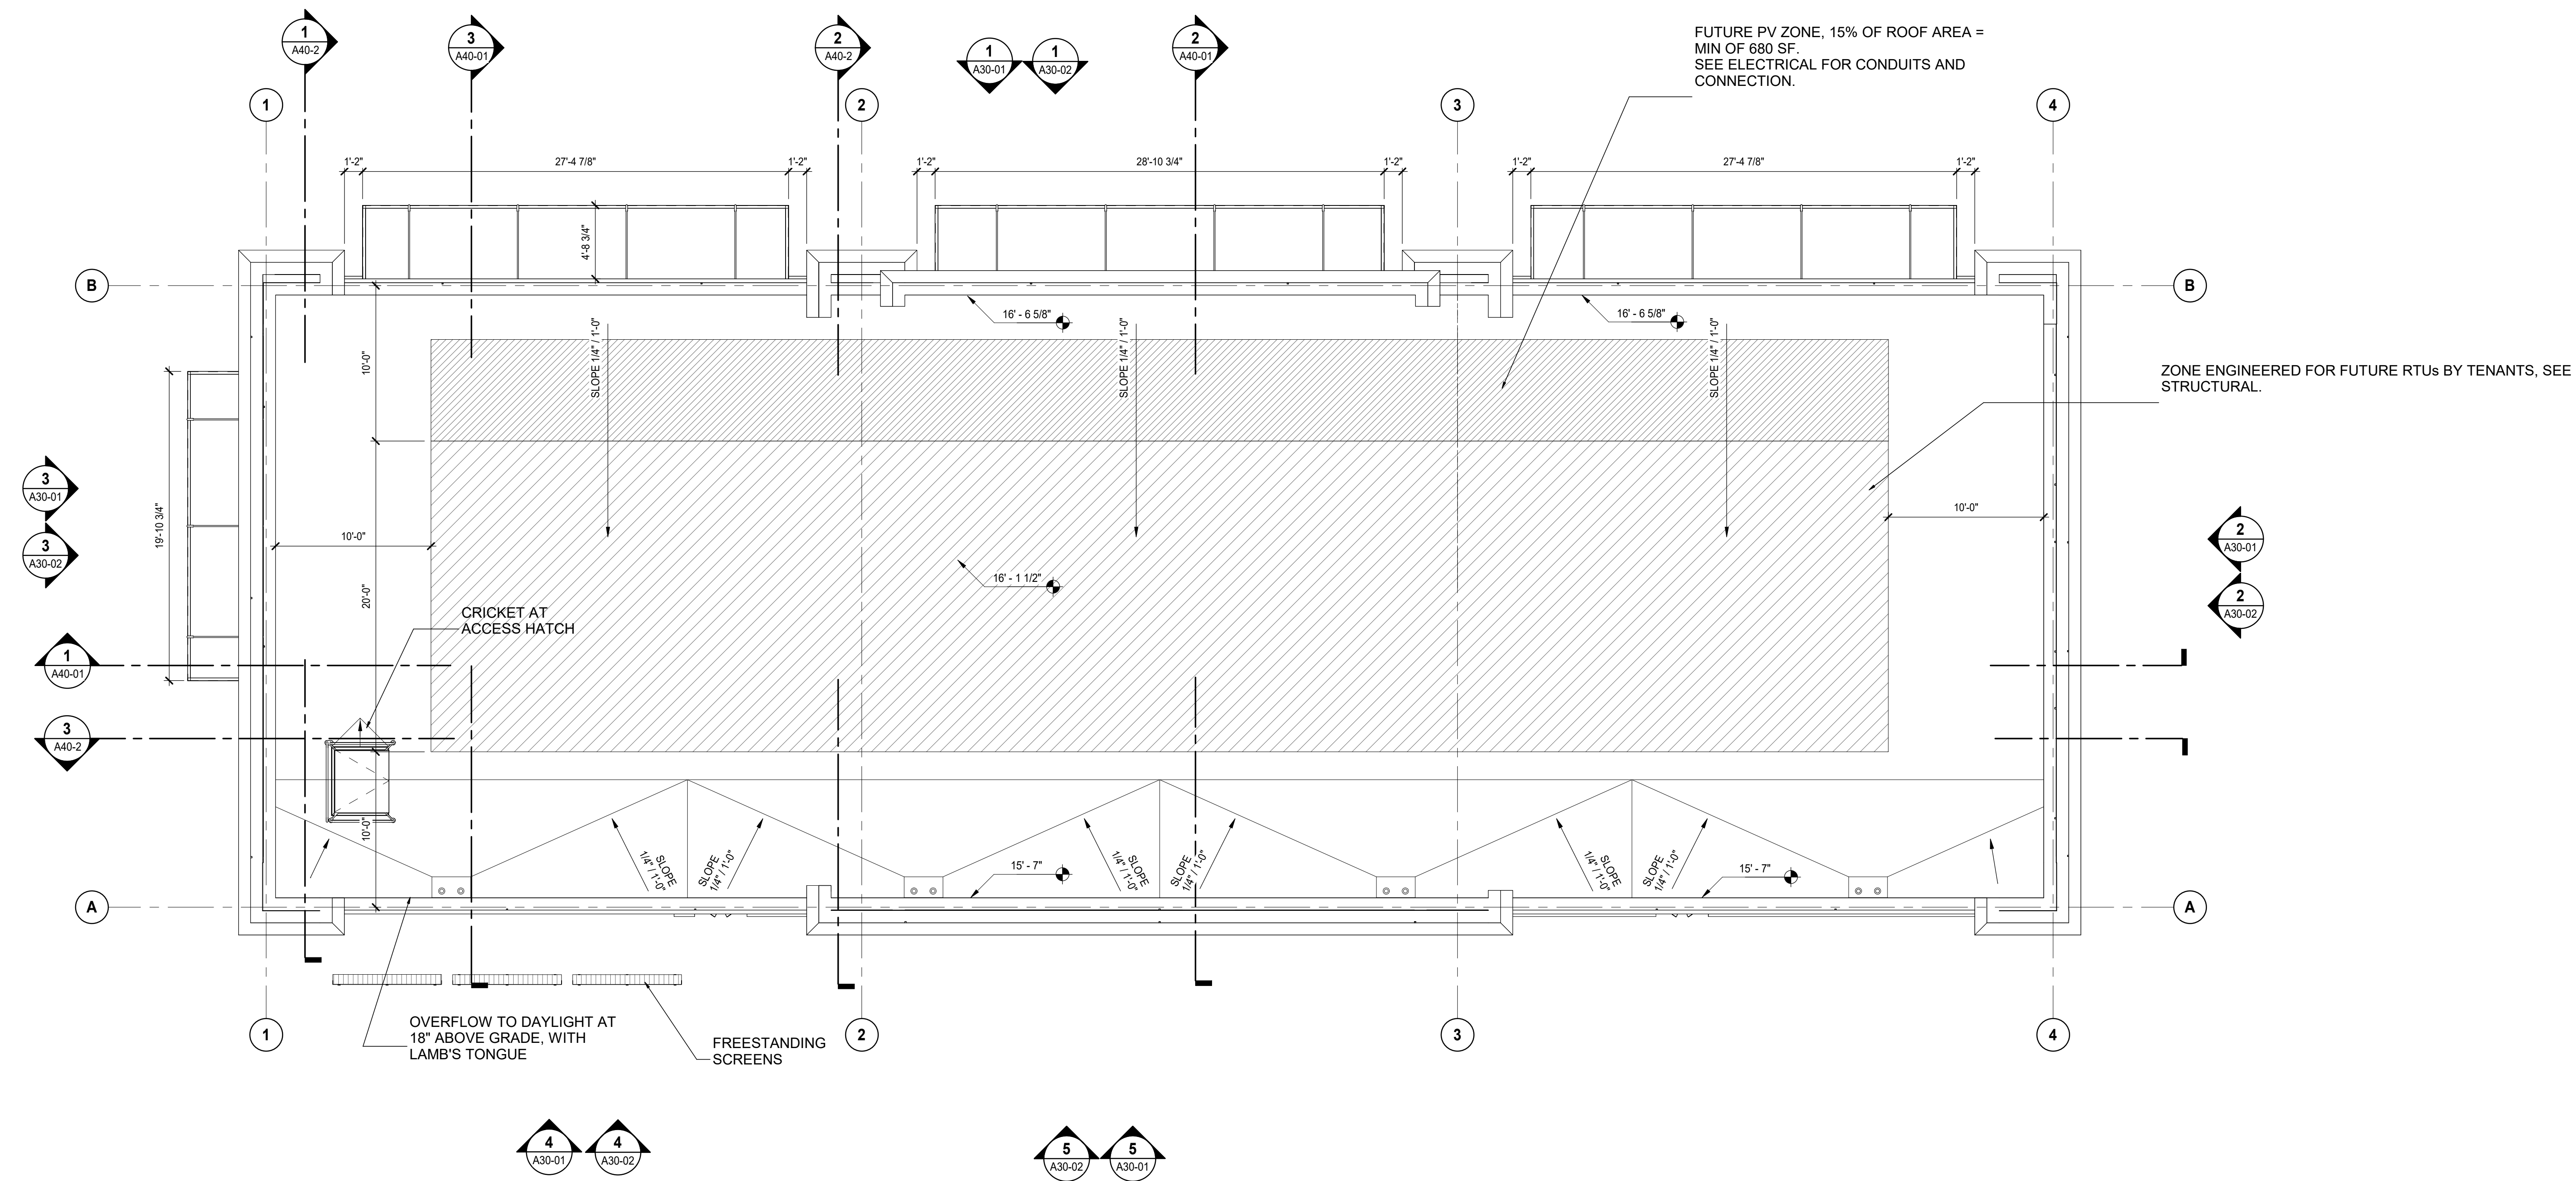 1
A40-2
3
A40-01
2
A40-2
1
A30-01
1
A30-02
2
A40-01
FUTURE PV ZONE, 15% OF ROOF AREA =
MIN OF 680 SF.
SEE ELECTRICAL FOR CONDUITS AND
CONNECTION.
1
2
3
4
1'-2"
27'-4 7/8"
1'-2"
1'-2"
28'-10 3/4"
1'-2"
1'-2"
27'-4 7/8"
1'-2"
4'-8 3/4"
B
B
16' - 6 5/8"
16' - 6 5/8"
SLOPE 1/4" / 1'-0"
SLOPE 1/4" / 1'-0"
SLOPE 1/4" / 1'-0"
10'-0"
ZONE ENGINEERED FOR FUTURE RTUs BY TENANTS, SEE
STRUCTURAL.
3
A30-01
3
A30-02
19'-10 3/4"
10'-0"
10'-0"
2
A30-01
2
A30-02
16' - 1 1/2"
20'-0"
CRICKET AT
ACCESS HATCH
1
A40-01
3
A40-2
10'-0"
SLOPE
1/4" / 1'-0"
SLOPE
1/4" / 1'-0"
SLOPE
1/4" / 1'-0"
SLOPE
1/4" / 1'-0"
SLOPE
1/4" / 1'-0"
SLOPE
1/4" / 1'-0"
15' - 7"
15' - 7"
A
A
1
2
3
4
OVERFLOW TO DAYLIGHT AT
18" ABOVE GRADE, WITH
LAMB'S TONGUE
FREESTANDING
SCREENS
4
A30-01
4
A30-02
5
A30-02
5
A30-01